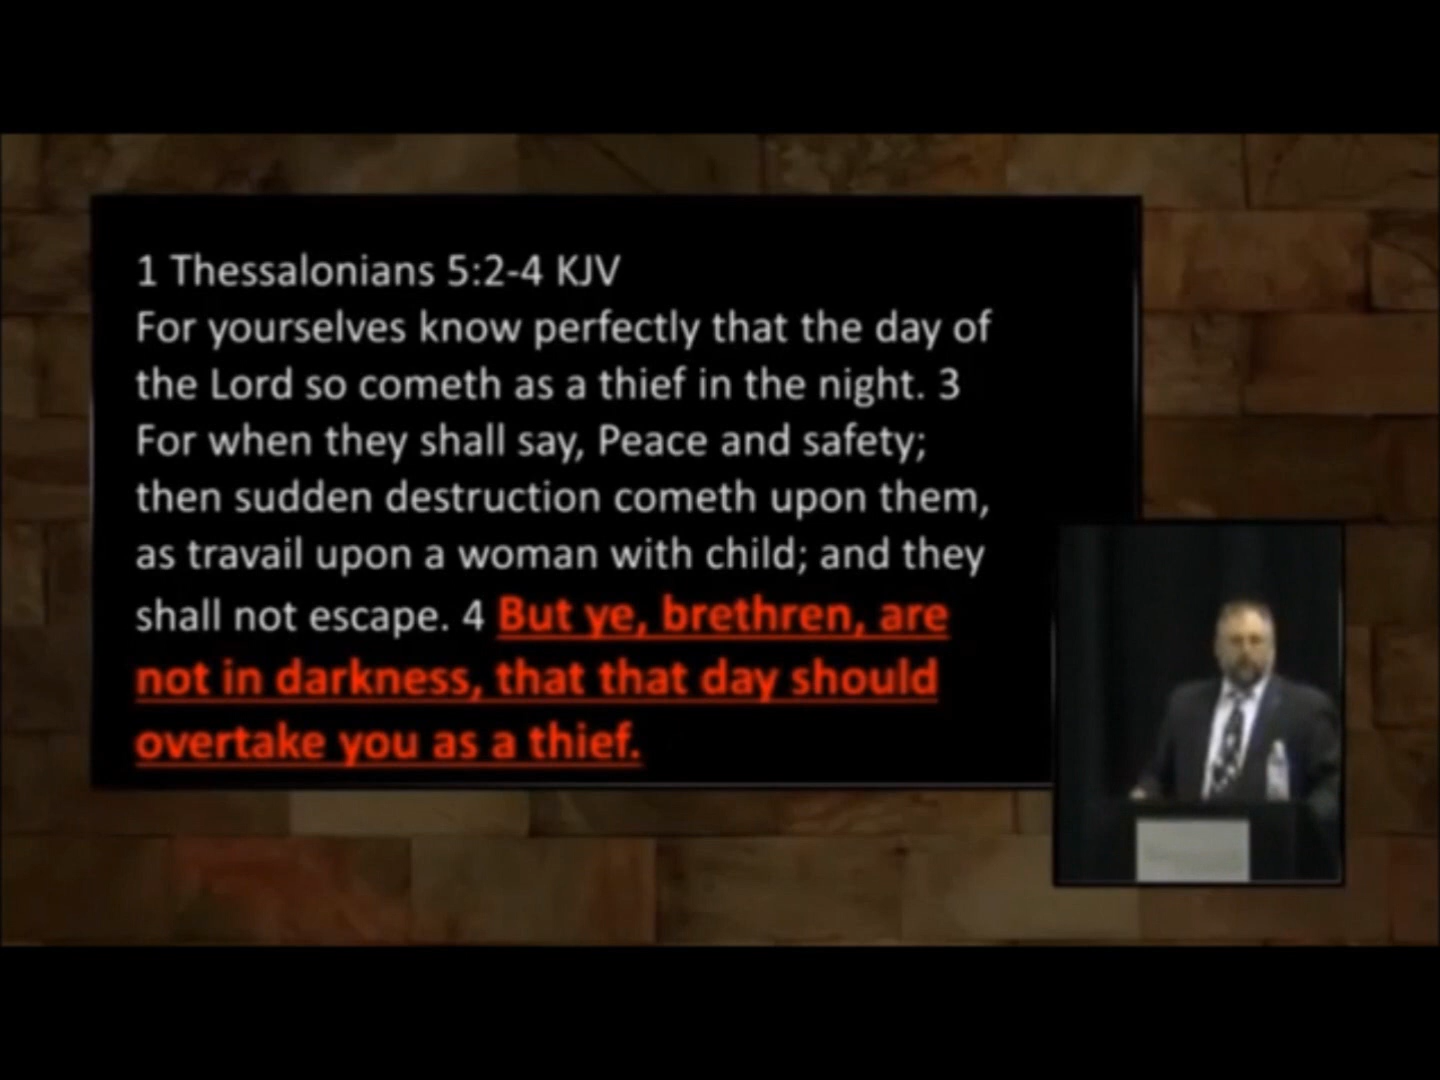 1 Thessalonians 5:2-4 KJV
For yourselves know perfectly that the day of
the Lord so cometh as a thief in the night. 3
For when they shall say, Peace and safety;
then sudden destruction cometh upon them,
as travail upon a woman with child; and they
shall not escape. 4 But ye, brethren, are
not in darkness, that that day should
overtake you as a thief.